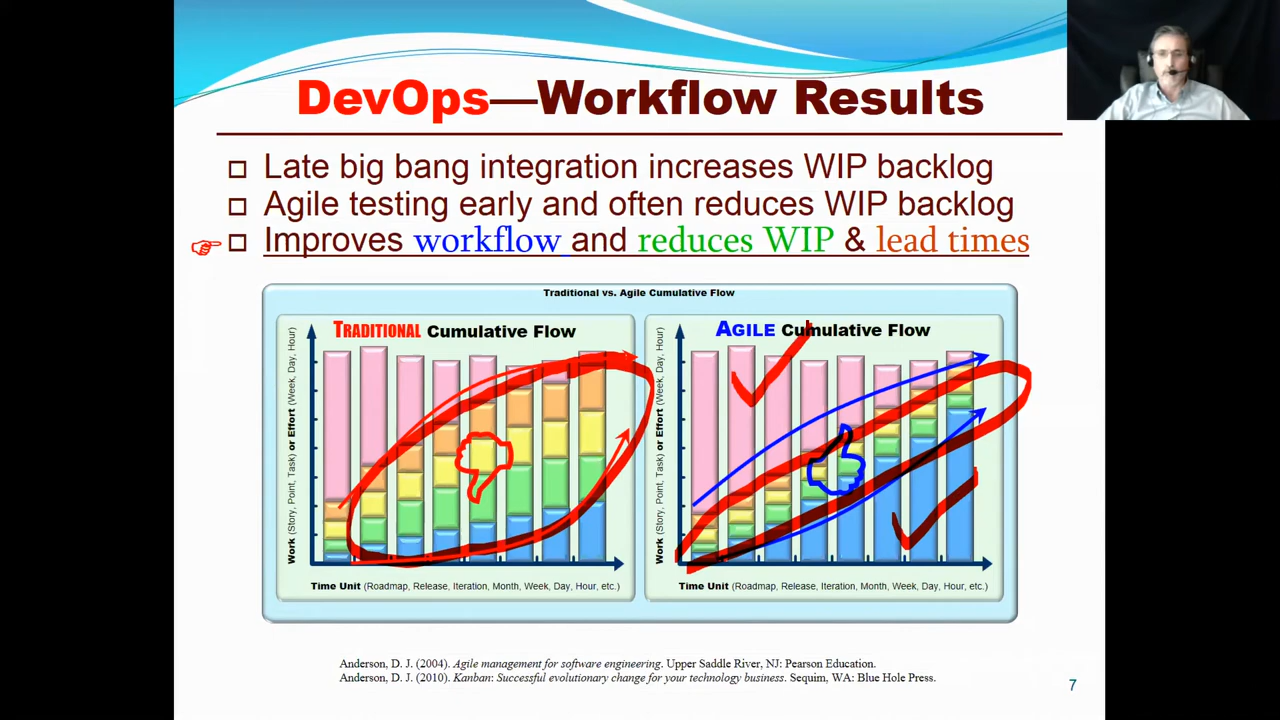 DevOps—Workflow Results
Late big bang integration increases WIP backlog
Agile testing early and often reduces WIP backlog
Improves workflow and reduces WIP & lead times
Traditional vs. Agile Cumulative Flow
TRADITIONAL Cumulative Flow
Work (Story, Point, Task) or Effort (Week, Day, Hour)
Time Unit (Roadmap, Release, Iteration, Month, Week, Day, Hour, etc.)
AGILE Cumulative Flow
Work (Story, Point, Task) or Effort (Week, Day, Hour)
Time Unit (Roadmap, Release, Iteration, Month, Week, Day, Hour, etc.)
Anderson, D. J. (2004). Agile management for software engineering. Upper Saddle River, NJ: Pearson Education.
Anderson, D. J. (2010). Kanban: Successful evolutionary change for your technology business. Sequim, WA: Blue Hole Press.
7